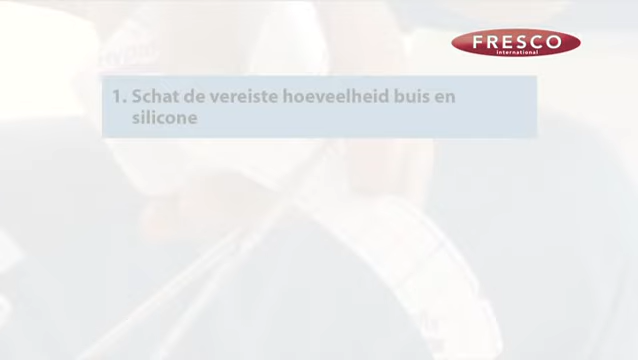 FRESCO
international
1. Schat de vereiste hoeveelheid buis en
silicone